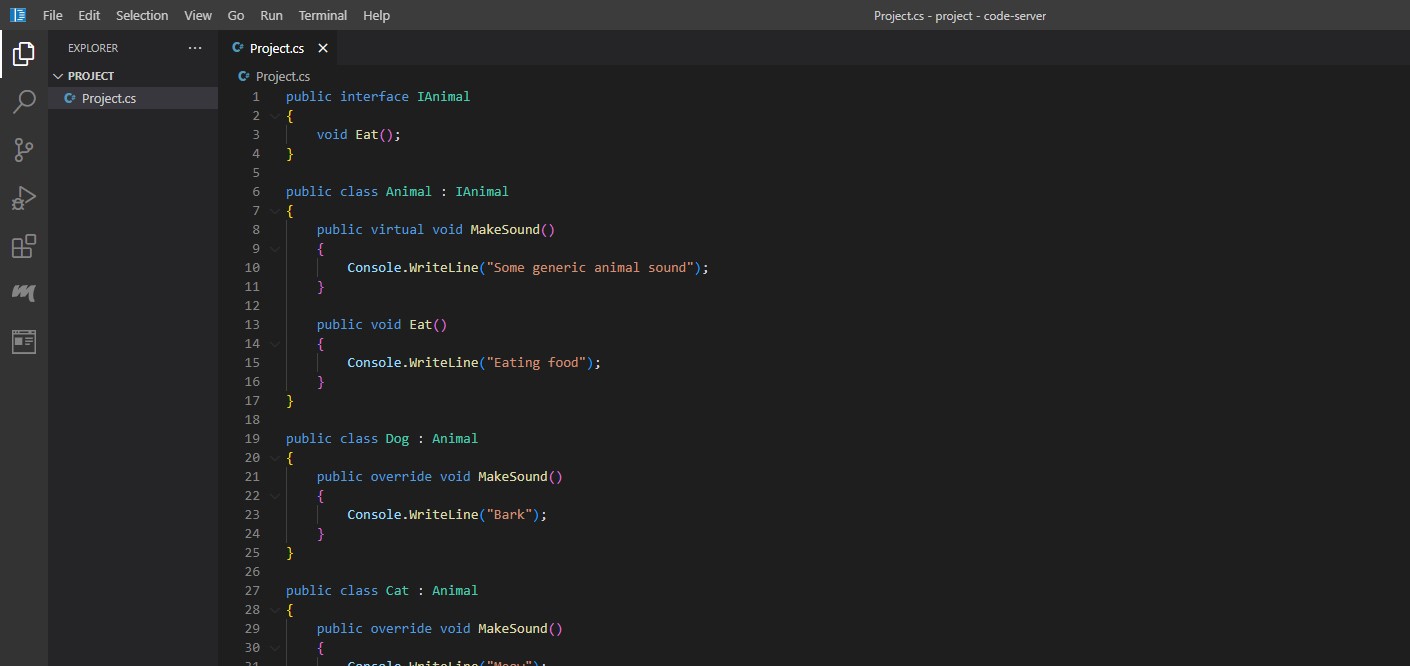 File Edit Selection View Go Run Terminal Help Project.cs - project - code-server
EXPLORER ···
PROJECT
C# Project.cs
C# Project.cs ×
C# Project.cs
1 public interface IAnimal
2 {
3     void Eat();
4 }
5
6 public class Animal : IAnimal
7 {
8     public virtual void MakeSound()
9     {
10         Console.WriteLine("Some generic animal sound");
11     }
12
13     public void Eat()
14     {
15         Console.WriteLine("Eating food");
16     }
17 }
18
19 public class Dog : Animal
20 {
21     public override void MakeSound()
22     {
23         Console.WriteLine("Bark");
24     }
25 }
26
27 public class Cat : Animal
28 {
29     public override void MakeSound()
30     {
31         Console.WriteLine("Meow");